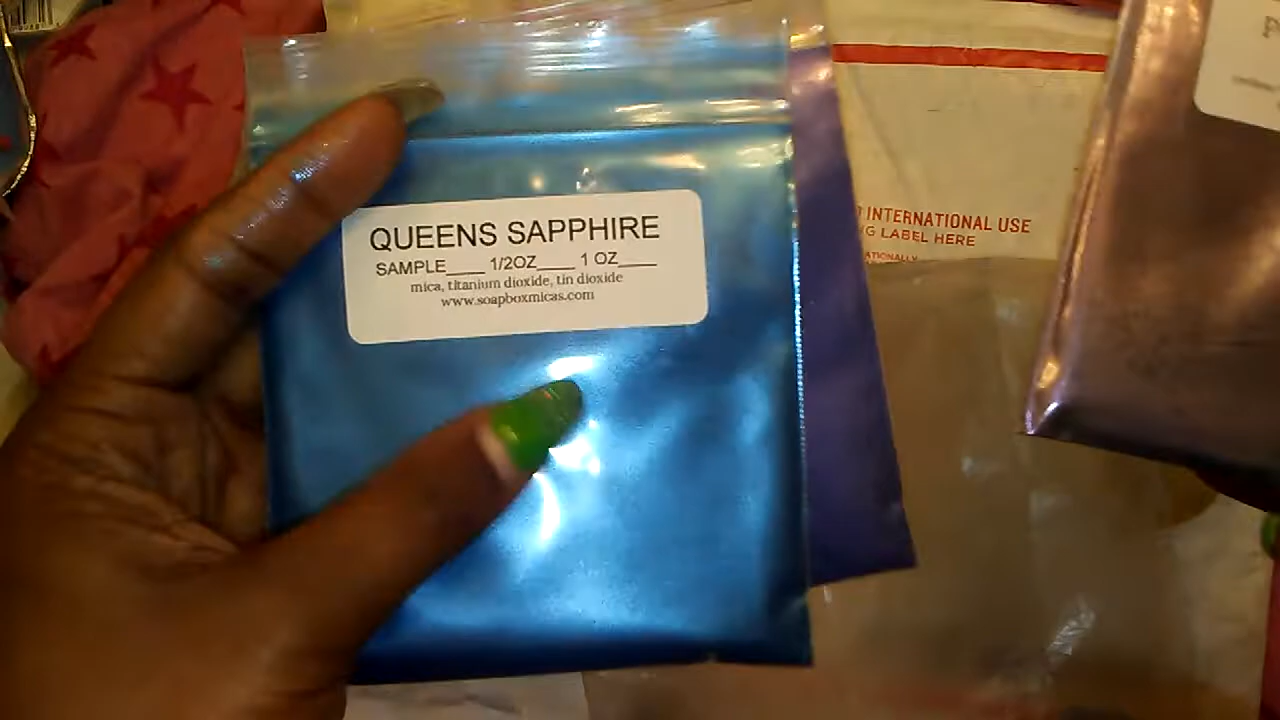 QUEENS SAPPHIRE
SAMPLE____ 1/2OZ____ 1 OZ____
mica, titanium dioxide, tin dioxide
www.soapboxmicas.com
INTERNATIONAL USE
LABEL HERE